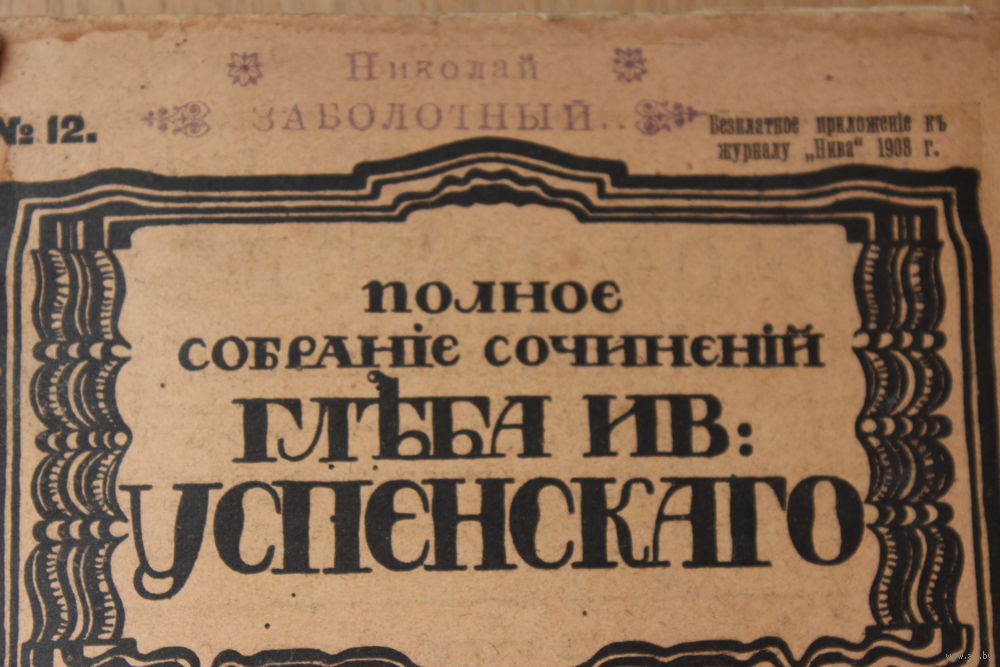 Николай
ЗАБОЛОТНЫЙ.
№ 12.
Безплатное приложеніе къ
журналу „Нива“ 1908 г.
ПОЛНОЕ
СОБРАНІЕ СОЧИНЕНІЙ
ГЛѢБА ИВ:
УСПЕНСКАГО